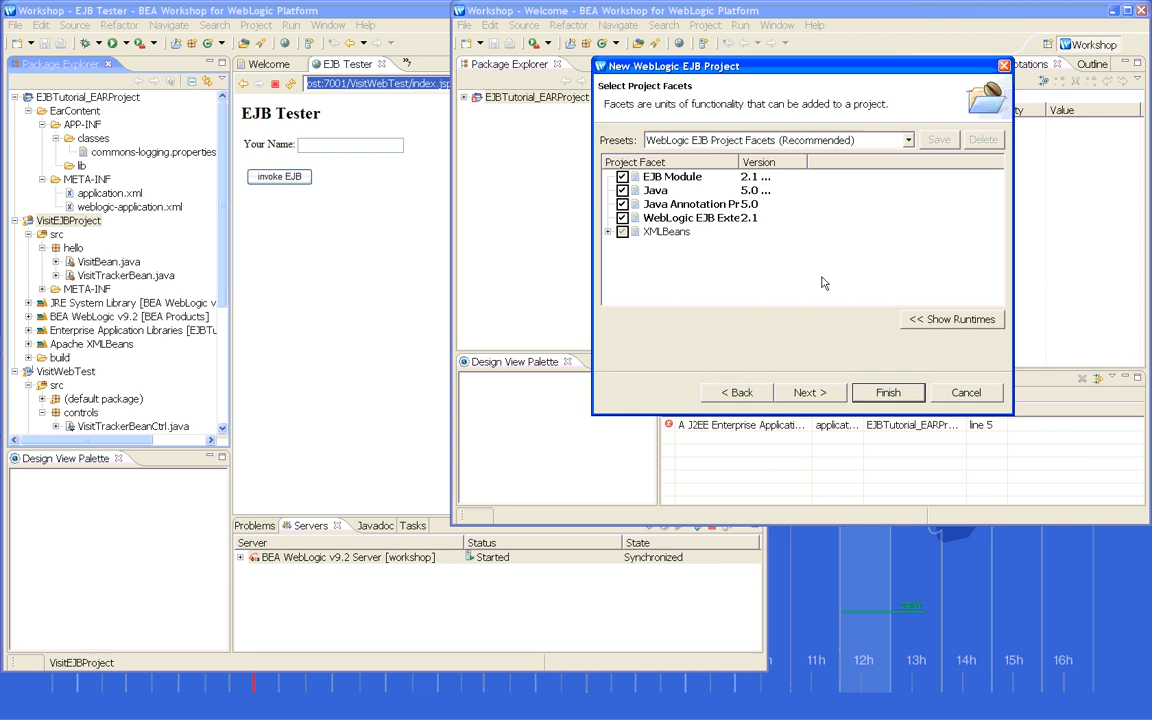 Workshop - EJB Tester - BEA Workshop for WebLogic Platform
File Edit Source Refactor Navigate Search Project Run Window Help
Package Explorer
EJBTutorial_EARProject
EarContent
APP-INF
classes
commons-logging.properties
lib
META-INF
application.xml
weblogic-application.xml
VisitEJBProject
src
hello
VisitBean.java
VisitTrackerBean.java
META-INF
JRE System Library [BEA WebLogic v
BEA WebLogic v9.2 [BEA Products]
Enterprise Application Libraries [EJBTu
Apache XMLBeans
build
VisitWebTest
src
(default package)
controls
VisitTrackerBeanCtrl.java
Design View Palette
Welcome
EJB Tester
ost:7001/VisitWebTest/index.jsp
EJB Tester
Your Name:
invoke EJB
Problems Servers Javadoc Tasks
Server Status State
BEA WebLogic v9.2 Server [workshop] Started Synchronized
VisitEJBProject
Workshop - Welcome - BEA Workshop for WebLogic Platform
File Edit Source Refactor Navigate Search Project Run Window Help
Workshop
Package Explorer
EJBTutorial_EARProject
Design View Palette
otations Outline
ty Value
New WebLogic EJB Project
Select Project Facets
Facets are units of functionality that can be added to a project.
Presets: WebLogic EJB Project Facets (Recommended) Save Delete
Project Facet Version
EJB Module 2.1 ...
Java 5.0 ...
Java Annotation Pr 5.0
WebLogic EJB Exte 2.1
XMLBeans
<< Show Runtimes
< Back Next > Finish Cancel
A J2EE Enterprise Applicati... applicat... EJBTutorial_EARPr... line 5
11h 12h 13h 14h 15h 16h